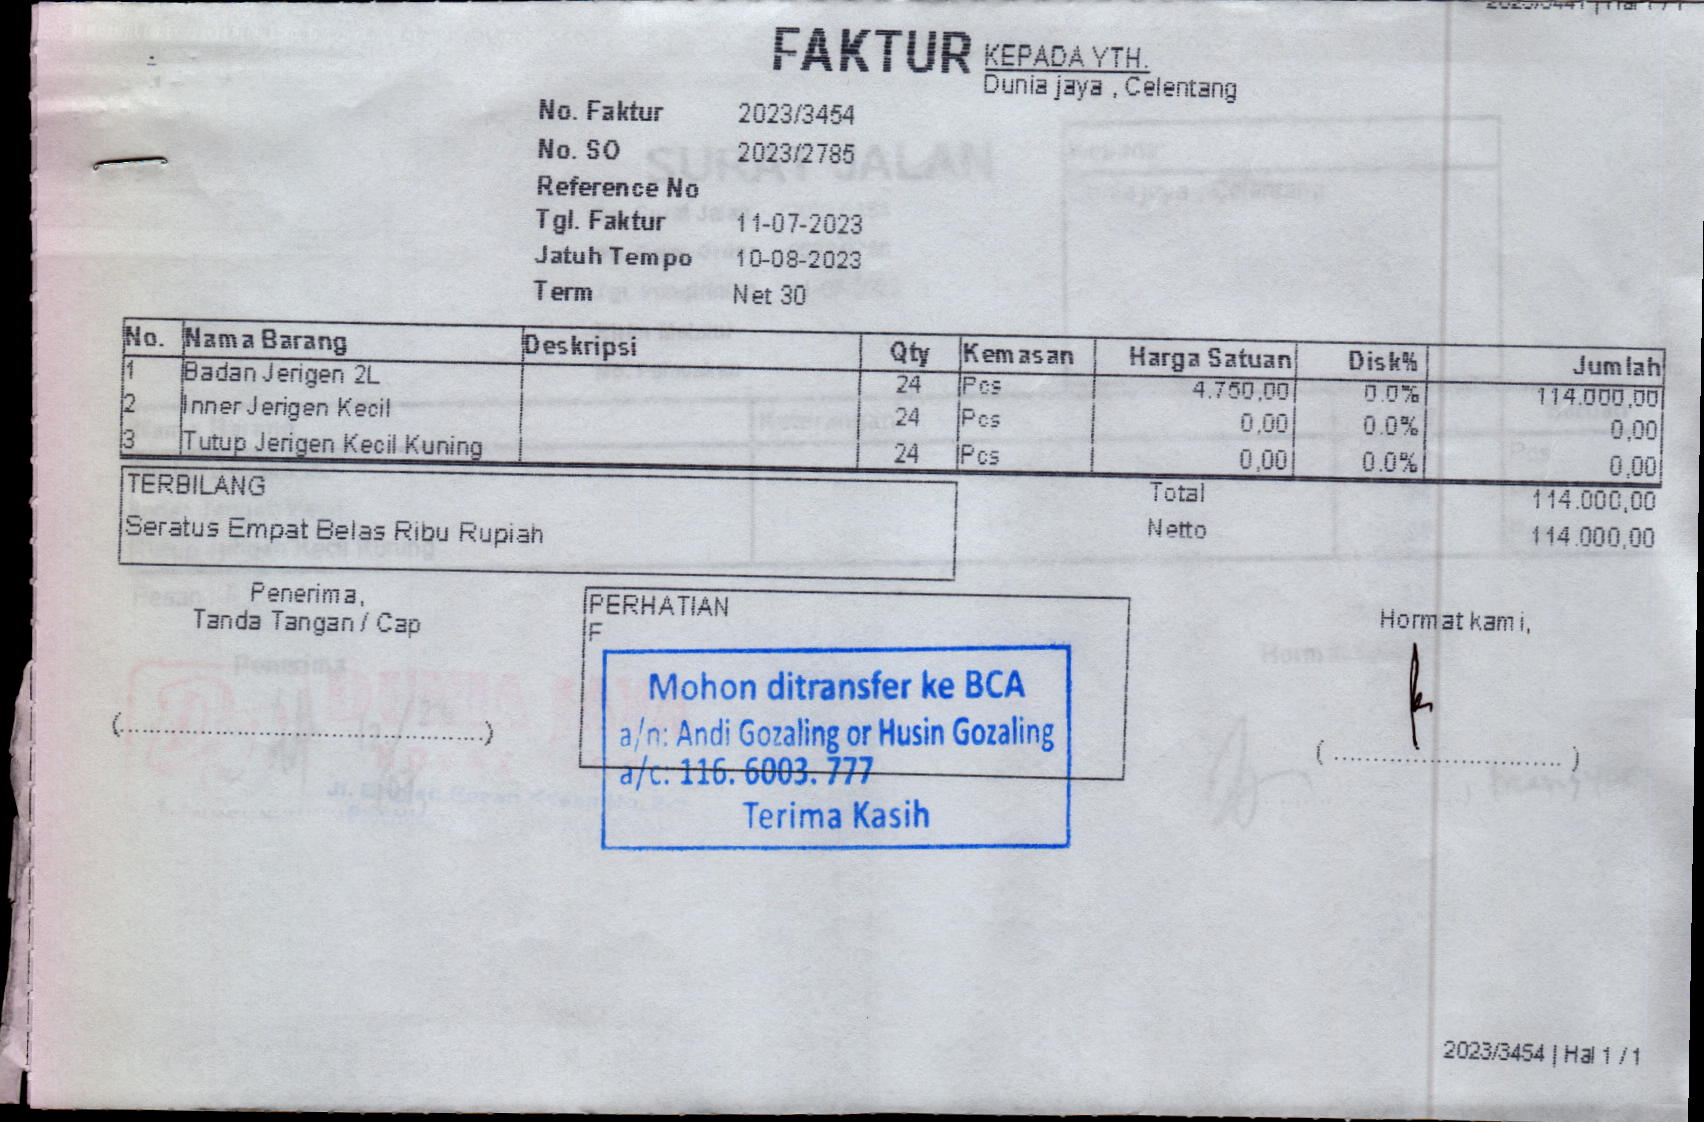 FAKTUR
KEPADA YTH.
Dunia jaya , Celentang
No. Faktur 2023/3454
No. SO 2023/2785
Reference No
Tgl. Faktur 11-07-2023
Jatuh Tempo 10-08-2023
Term Net 30
No. Nama Barang Deskripsi Qty Kemasan Harga Satuan Disk% Jumlah
1 Badan Jerigen 2L 24 Pcs 4.750,00 0.0% 114.000,00
2 Inner Jerigen Kecil 24 Pcs 0,00 0.0% 0,00
3 Tutup Jerigen Kecil Kuning 24 Pcs 0,00 0.0% 0,00
TERBILANG
Seratus Empat Belas Ribu Rupiah
Total 114.000,00
Netto 114.000,00
Penerima,
Tanda Tangan / Cap
(................................................)
PERHATIAN
F
Mohon ditransfer ke BCA
a/n: Andi Gozaling or Husin Gozaling
a/c: 116. 6003. 777
Terima Kasih
Hormat kami,
(................................)
2023/3454 | Hal 1 / 1